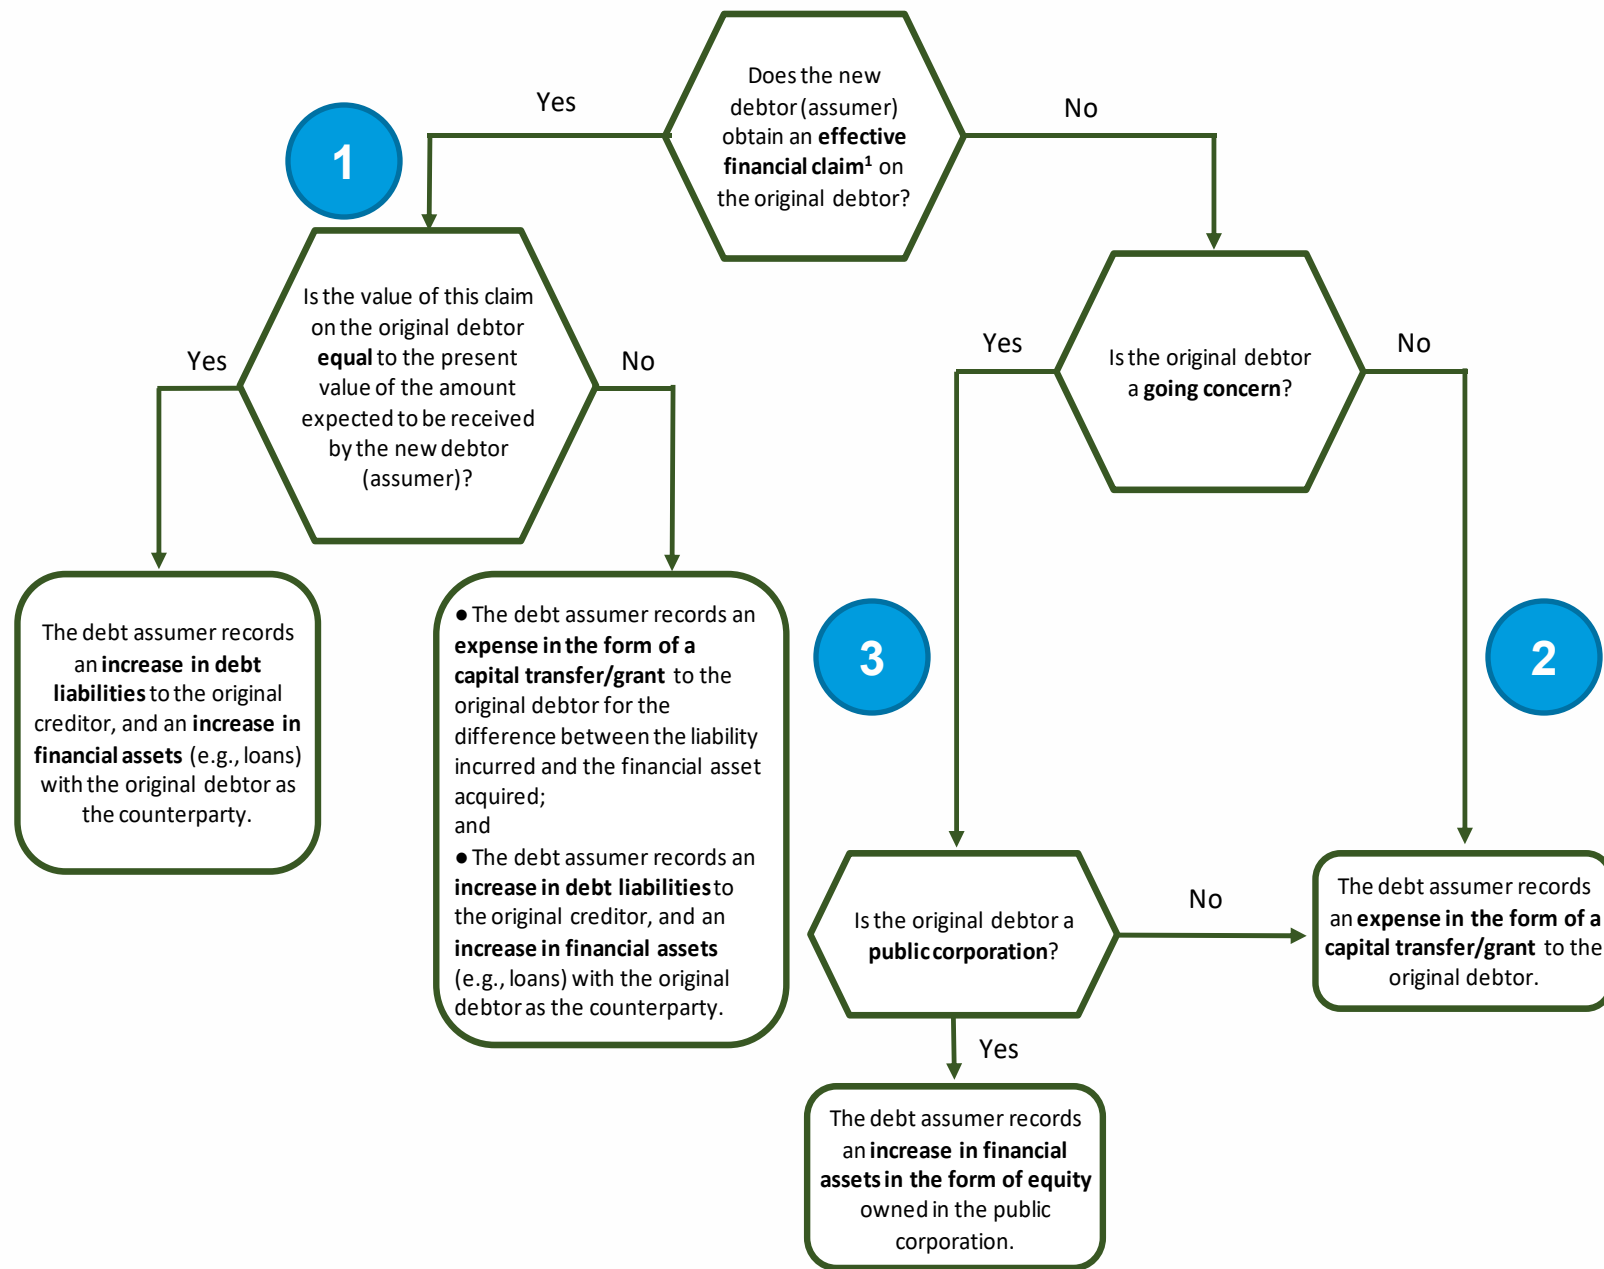 Does the new
debtor (assumer)
obtain an effective
financial claim¹ on
the original debtor?
Yes
No
1
Is the value of this claim
on the original debtor
equal to the present
value of the amount
expected to be received
by the new debtor
(assumer)?
Yes
No
Is the original debtor
a going concern?
Yes
No
The debt assumer records
an increase in debt
liabilities to the original
creditor, and an increase in
financial assets (e.g., loans)
with the original debtor as
the counterparty.
● The debt assumer records an
expense in the form of a
capital transfer/grant to the
original debtor for the
difference between the liability
incurred and the financial asset
acquired;
and
● The debt assumer records an
increase in debt liabilities to
the original creditor, and an
increase in financial assets
(e.g., loans) with the original
debtor as the counterparty.
3
2
Is the original debtor a
public corporation?
No
Yes
The debt assumer records
an expense in the form of a
capital transfer/grant to the
original debtor.
The debt assumer records
an increase in financial
assets in the form of equity
owned in the public
corporation.